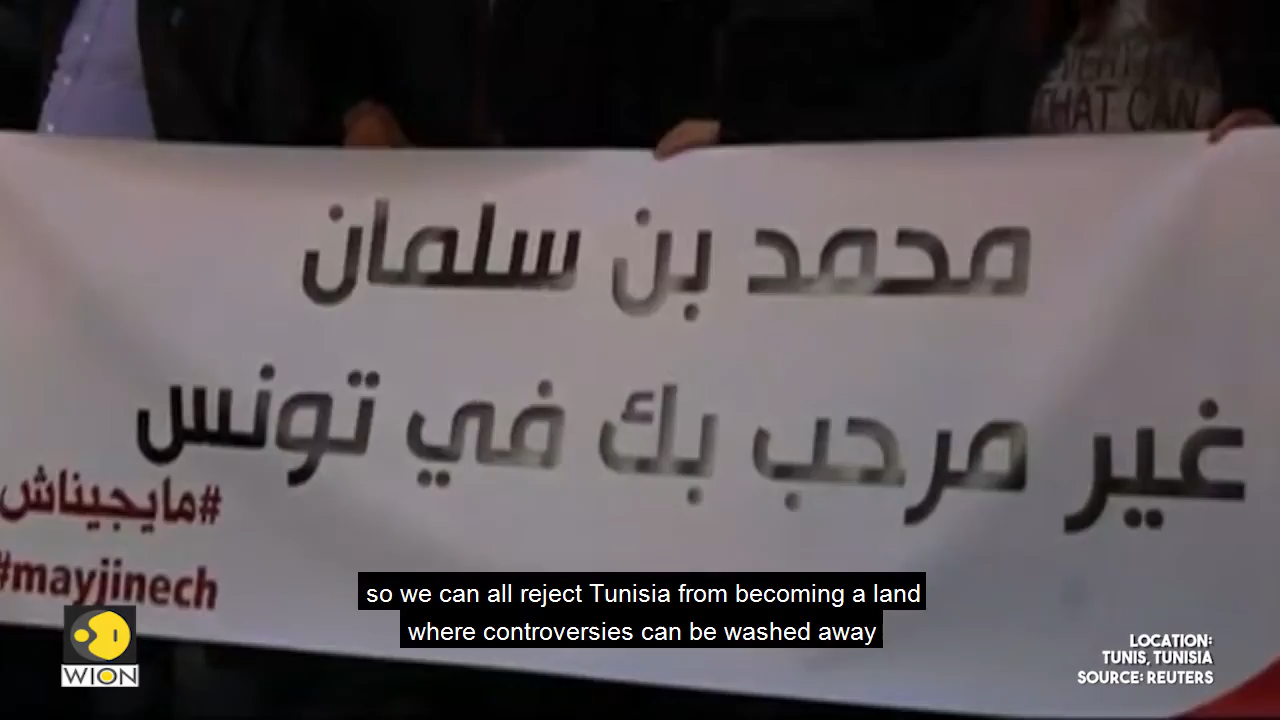 THAT CAN
محمد بن سلمان
غير مرحب بك في تونس
#مايجيناش
#mayjinech
so we can all reject Tunisia from becoming a land
where controversies can be washed away
WION
LOCATION:
TUNIS, TUNISIA
SOURCE: REUTERS